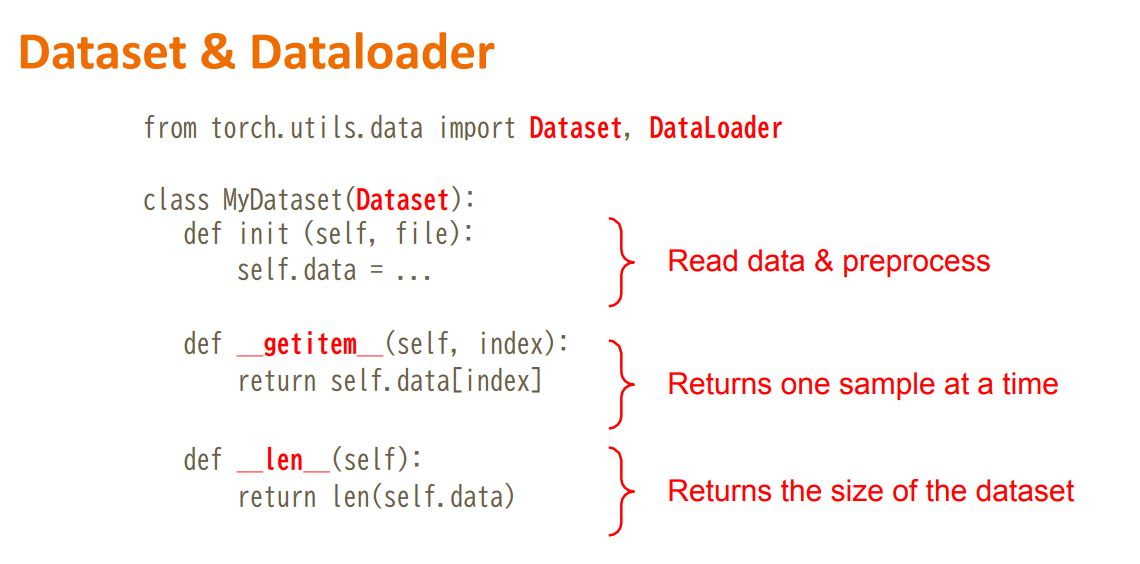 Dataset & Dataloader
from torch.utils.data import Dataset, DataLoader
class MyDataset(Dataset):
def init (self, file):
self.data = ...
Read data & preprocess
def __getitem__(self, index):
return self.data[index]
Returns one sample at a time
def __len__(self):
return len(self.data)
Returns the size of the dataset